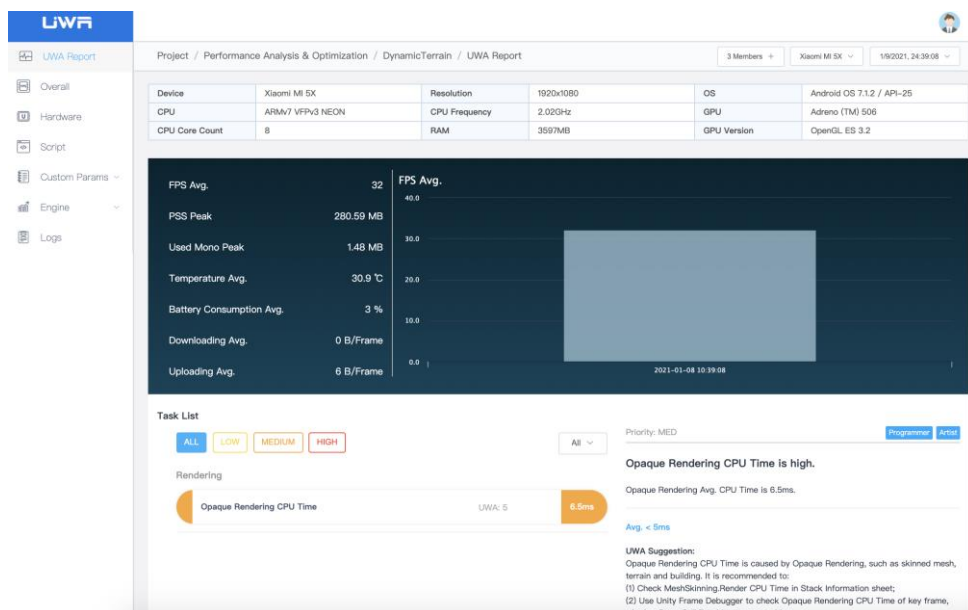 UWA
UWA Report
Overall
Hardware
Script
Custom Params
Engine
Logs
Project / Performance Analysis & Optimization / DynamicTerrain / UWA Report
3 Members +
Xiaomi MI 5X
1/9/2021, 24:39:08
Device Xiaomi MI 5X Resolution 1920x1080 OS Android OS 7.1.2 / API-25
CPU ARMv7 VFPv3 NEON CPU Frequency 2.02GHz GPU Adreno (TM) 506
CPU Core Count 8 RAM 3597MB GPU Version OpenGL ES 3.2
FPS Avg. 32
PSS Peak 280.59 MB
Used Mono Peak 1.48 MB
Temperature Avg. 30.9 ℃
Battery Consumption Avg. 3 %
Downloading Avg. 0 B/Frame
Uploading Avg. 6 B/Frame
FPS Avg.
40.0
30.0
20.0
10.0
0.0
2021-01-08 10:39:08
Task List
ALL LOW MEDIUM HIGH All
Rendering
Opaque Rendering CPU Time UWA: 5 6.5ms
Priority: MED Programmer Artist
Opaque Rendering CPU Time is high.
Opaque Rendering Avg. CPU Time is 6.5ms.
Avg. < 5ms
UWA Suggestion:
Opaque Rendering CPU Time is caused by Opaque Rendering, such as skinned mesh,
terrain and building. It is recommended to:
(1) Check MeshSkinning.Render CPU Time in Stack Information sheet;
(2) Use Unity Frame Debugger to check Opaque Rendering CPU Time of key frame,